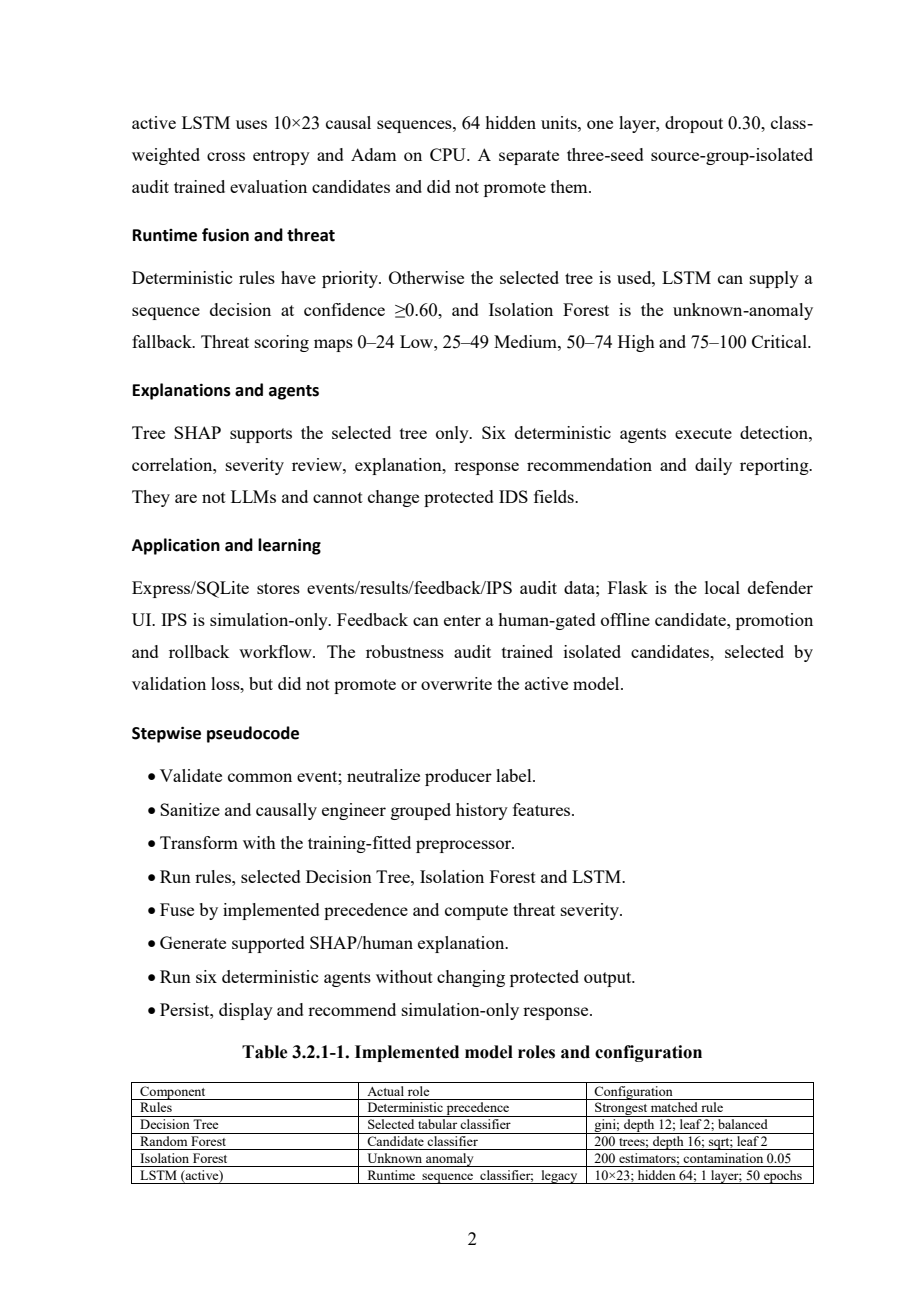 active LSTM uses 10×23 causal sequences, 64 hidden units, one layer, dropout 0.30, class-
weighted cross entropy and Adam on CPU. A separate three-seed source-group-isolated
audit trained evaluation candidates and did not promote them.
Runtime fusion and threat
Deterministic rules have priority. Otherwise the selected tree is used, LSTM can supply a
sequence decision at confidence ≥0.60, and Isolation Forest is the unknown-anomaly
fallback. Threat scoring maps 0–24 Low, 25–49 Medium, 50–74 High and 75–100 Critical.
Explanations and agents
Tree SHAP supports the selected tree only. Six deterministic agents execute detection,
correlation, severity review, explanation, response recommendation and daily reporting.
They are not LLMs and cannot change protected IDS fields.
Application and learning
Express/SQLite stores events/results/feedback/IPS audit data; Flask is the local defender
UI. IPS is simulation-only. Feedback can enter a human-gated offline candidate, promotion
and rollback workflow. The robustness audit trained isolated candidates, selected by
validation loss, but did not promote or overwrite the active model.
Stepwise pseudocode
• Validate common event; neutralize producer label.
• Sanitize and causally engineer grouped history features.
• Transform with the training-fitted preprocessor.
• Run rules, selected Decision Tree, Isolation Forest and LSTM.
• Fuse by implemented precedence and compute threat severity.
• Generate supported SHAP/human explanation.
• Run six deterministic agents without changing protected output.
• Persist, display and recommend simulation-only response.
Table 3.2.1-1. Implemented model roles and configuration
Component Actual role Configuration
Rules Deterministic precedence Strongest matched rule
Decision Tree Selected tabular classifier gini; depth 12; leaf 2; balanced
Random Forest Candidate classifier 200 trees; depth 16; sqrt; leaf 2
Isolation Forest Unknown anomaly 200 estimators; contamination 0.05
LSTM (active) Runtime sequence classifier; legacy 10×23; hidden 64; 1 layer; 50 epochs
2